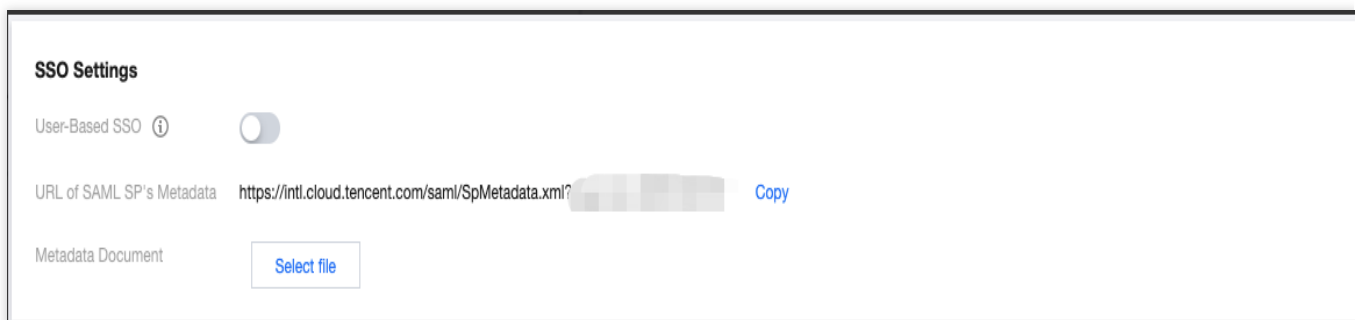 SSO Settings
User-Based SSO
URL of SAML SP's Metadata https://intl.cloud.tencent.com/saml/SpMetadata.xml? Copy
Metadata Document Select file